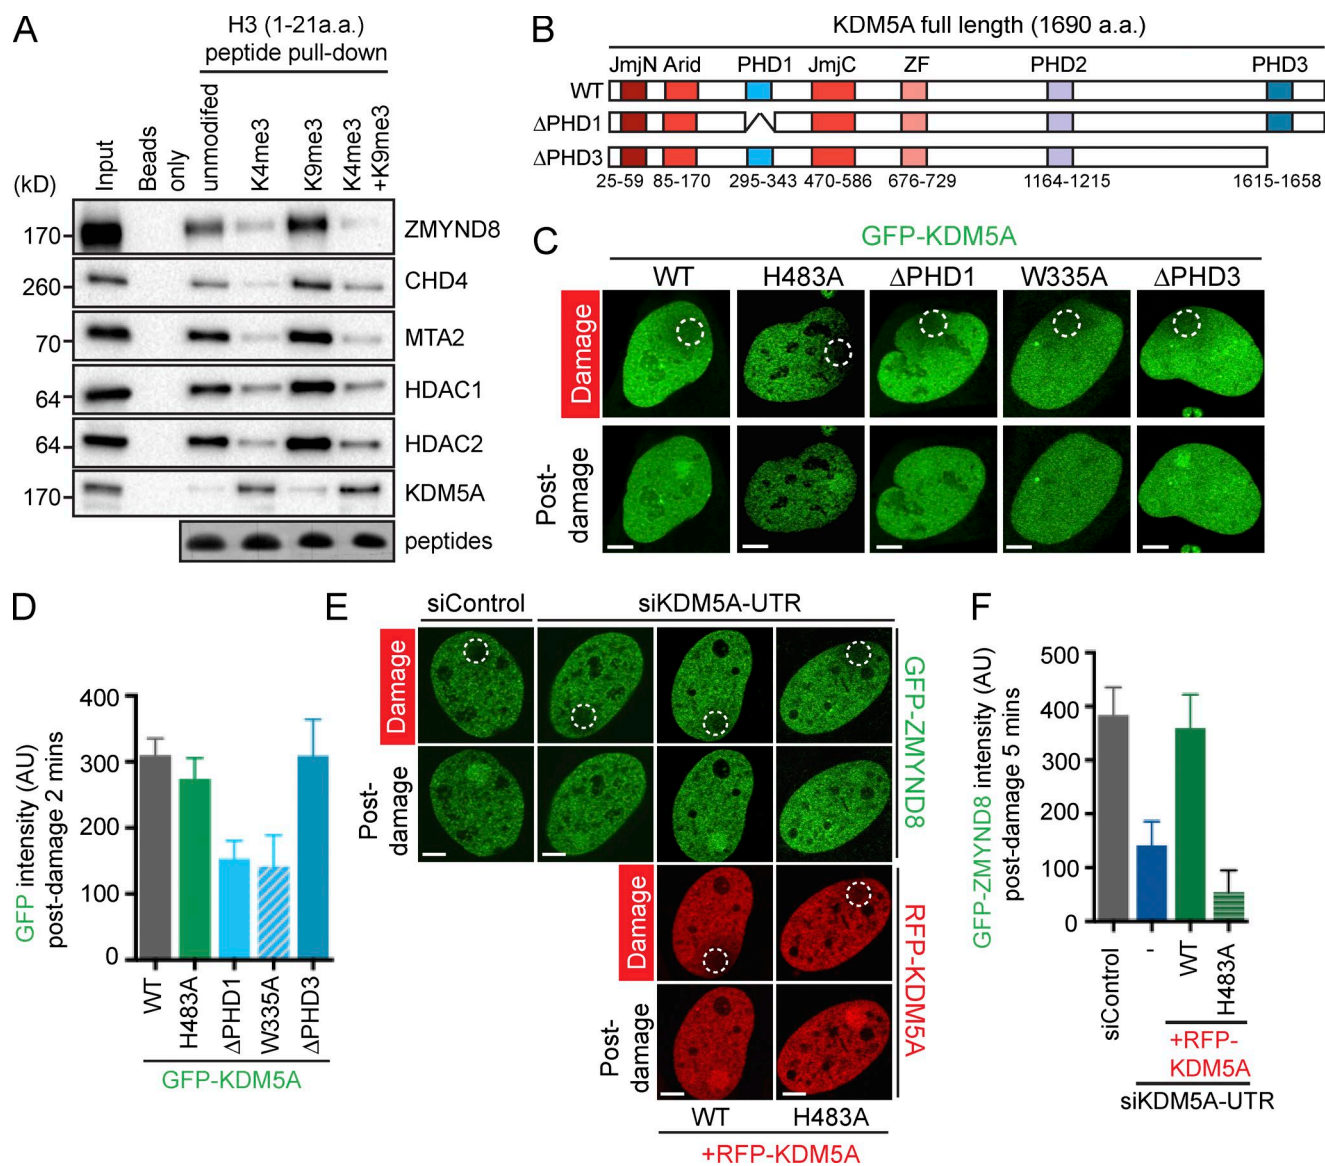 A
H3 (1-21a.a.)
peptide pull-down
(kD)
Input
Beads
only
unmodifed
K4me3
K9me3
K4me3
+K9me3
170
ZMYND8
260
CHD4
70
MTA2
64
HDAC1
64
HDAC2
170
KDM5A
peptides
B
KDM5A full length (1690 a.a.)
JmjN Arid PHD1 JmjC ZF PHD2 PHD3
WT
ΔPHD1
ΔPHD3
25-59 85-170 295-343 470-586 676-729 1164-1215 1615-1658
C
GFP-KDM5A
WT H483A ΔPHD1 W335A ΔPHD3
Damage
Post-
damage
D
GFP intensity (AU)
post-damage 2 mins
400
300
200
100
0
WT
H483A
ΔPHD1
W335A
ΔPHD3
GFP-KDM5A
E
siControl siKDM5A-UTR
Damage
Post-
damage
GFP-ZMYND8
Damage
Post-
damage
RFP-KDM5A
WT H483A
+RFP-KDM5A
F
GFP-ZMYND8 intensity (AU)
post-damage 5 mins
500
400
300
200
100
0
siControl
-
WT
H483A
+RFP-
KDM5A
siKDM5A-UTR